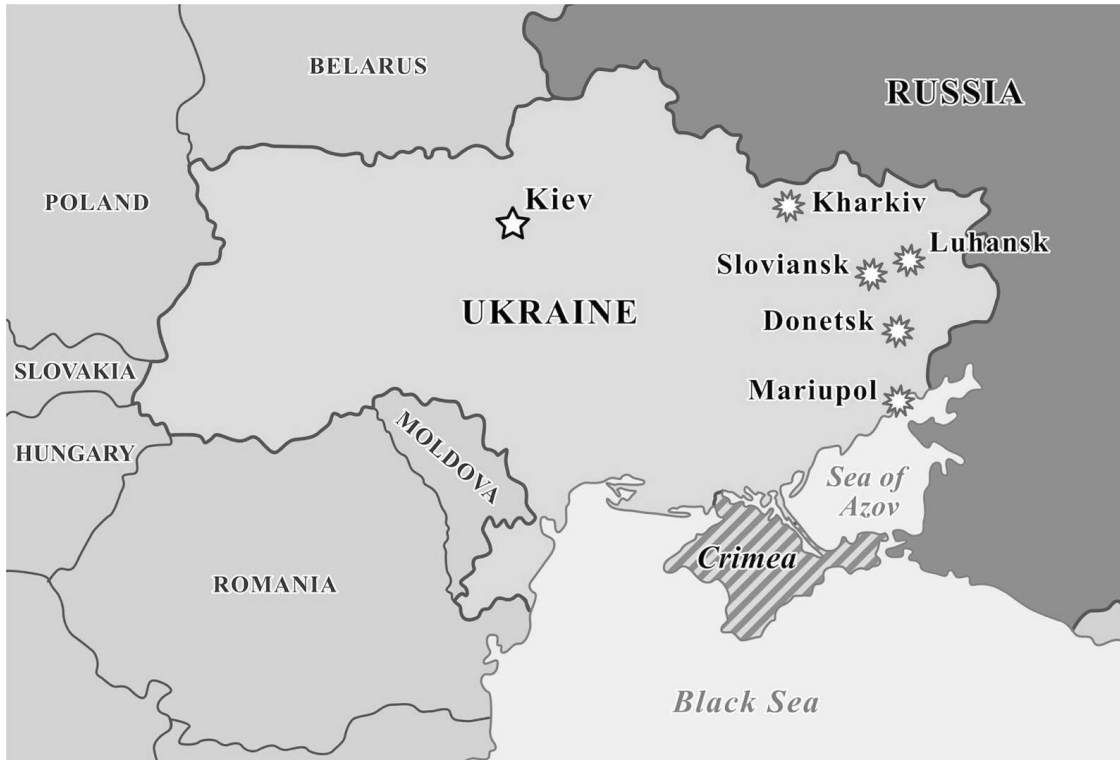 BELARUS
RUSSIA
POLAND
Kiev
Kharkiv
Luhansk
Sloviansk
UKRAINE
Donetsk
SLOVAKIA
Mariupol
HUNGARY
MOLDOVA
Sea of
Azov
Crimea
ROMANIA
Black Sea